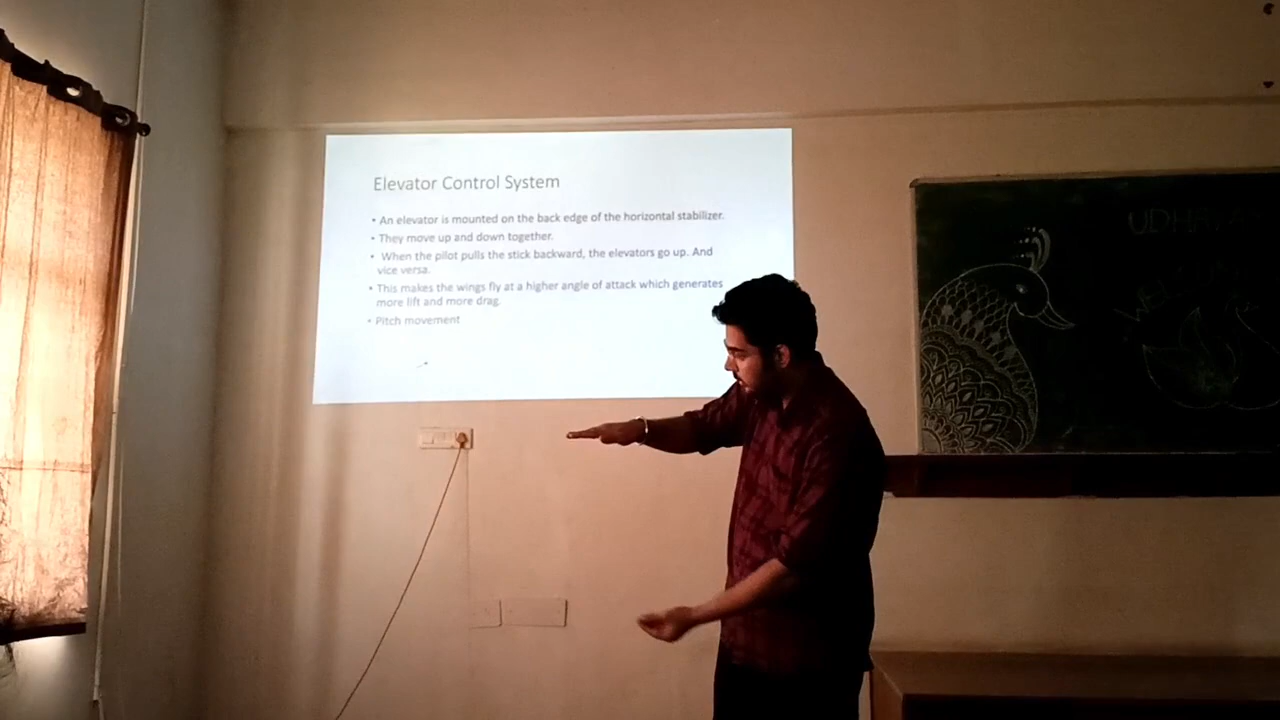 Elevator Control System
• An elevator is mounted on the back edge of the horizontal stabilizer.
• They move up and down together.
• When the pilot pulls the stick backward, the elevators go up. And
vice versa.
• This makes the wings fly at a higher angle of attack which generates
more lift and more drag.
• Pitch movement